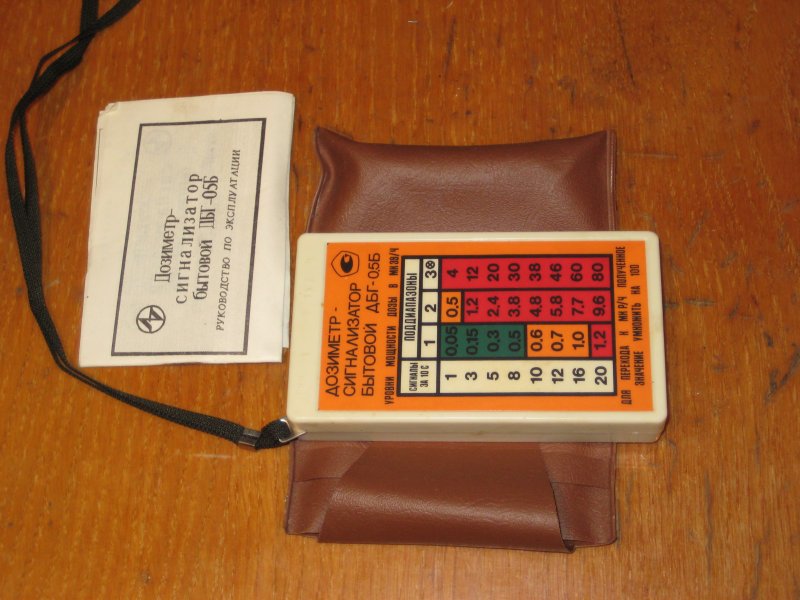 Дозиметр-
сигнализатор
бытовой ДБГ-05Б
РУКОВОДСТВО ПО ЭКСПЛУАТАЦИИ
ДОЗИМЕТР -
СИГНАЛИЗАТОР
БЫТОВОЙ ДБГ-05Б
УРОВНИ МОЩНОСТИ ДОЗЫ В МКЗВ/Ч
СИГНАЛЫ ПОДДИАПАЗОНЫ
ЗА 10 С 1 2 3⊗
1 0,05 0,5 4
3 0,15 1,2 12
5 0,3 2,4 20
8 0,5 3.8 30
10 0,6 4.8 38
12 0,7 5.8 46
16 1,0 7.7 60
20 1.2 9.6 80
ДЛЯ ПЕРЕХОДА К МКР/Ч ПОЛУЧЕННОЕ
ЗНАЧЕНИЕ УМНОЖИТЬ НА 100